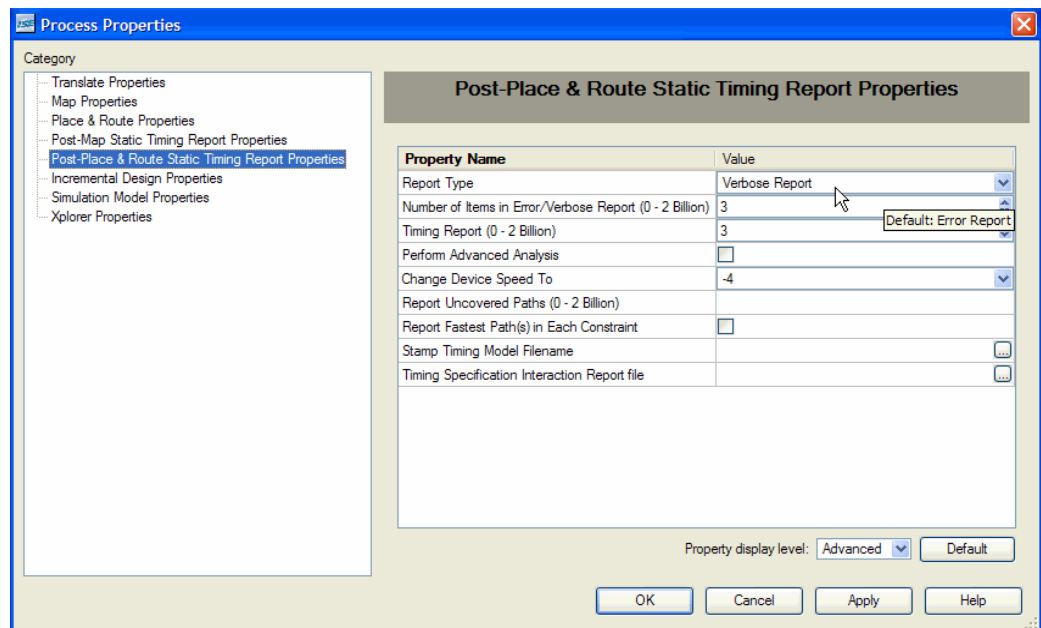 ISE Process Properties
Category
Translate Properties
Map Properties
Place & Route Properties
Post-Map Static Timing Report Properties
Post-Place & Route Static Timing Report Properties
Incremental Design Properties
Simulation Model Properties
Xplorer Properties
Post-Place & Route Static Timing Report Properties
Property Name Value
Report Type Verbose Report
Number of Items in Error/Verbose Report (0 - 2 Billion) 3
Default: Error Report
Timing Report (0 - 2 Billion) 3
Perform Advanced Analysis
Change Device Speed To -4
Report Uncovered Paths (0 - 2 Billion)
Report Fastest Path(s) in Each Constraint
Stamp Timing Model Filename ...
Timing Specification Interaction Report file ...
Property display level: Advanced Default
OK Cancel Apply Help